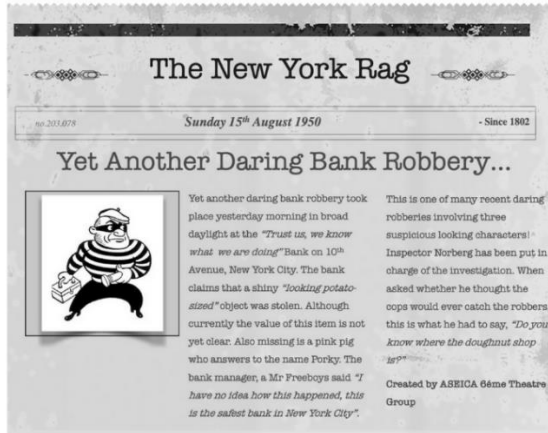 The New York Rag
no.203,078
Sunday 15th August 1950
- Since 1802
Yet Another Daring Bank Robbery...
Yet another daring bank robbery took
place yesterday morning in broad
daylight at the "Trust us, we know
what we are doing" Bank on 10th
Avenue, New York City. The bank
claims that a shiny "looking potato-
sized" object was stolen. Although
currently the value of this item is not
yet clear. Also missing is a pink pig
who answers to the name Porky. The
bank manager, a Mr Freeboys said "I
have no idea how this happened, this
is the safest bank in New York City".
This is one of many recent daring
robberies involving three
suspicious looking characters!
Inspector Norberg has been put in
charge of the investigation. When
asked whether he thought the
cops would ever catch the robbers
this is what he had to say, "Do you
know where the doughnut shop
is?"
Created by ASEICA 6ème Theatre
Group